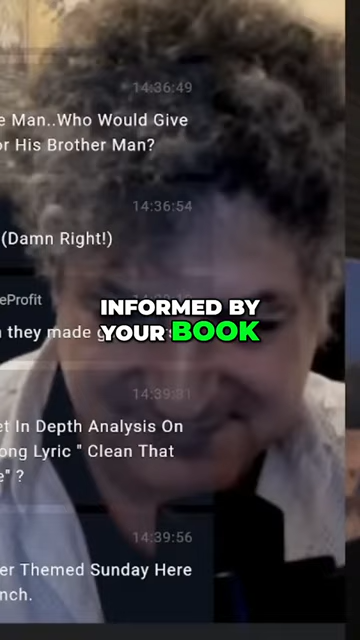 14:36:49
e Man..Who Would Give
or His Brother Man?
14:36:54
(Damn Right!)
eProfit
INFORMED BY
n they made g
YOUR BOOK
14:39:31
et In Depth Analysis On
ong Lyric " Clean That
e" ?
14:39:56
er Themed Sunday Here
nch.